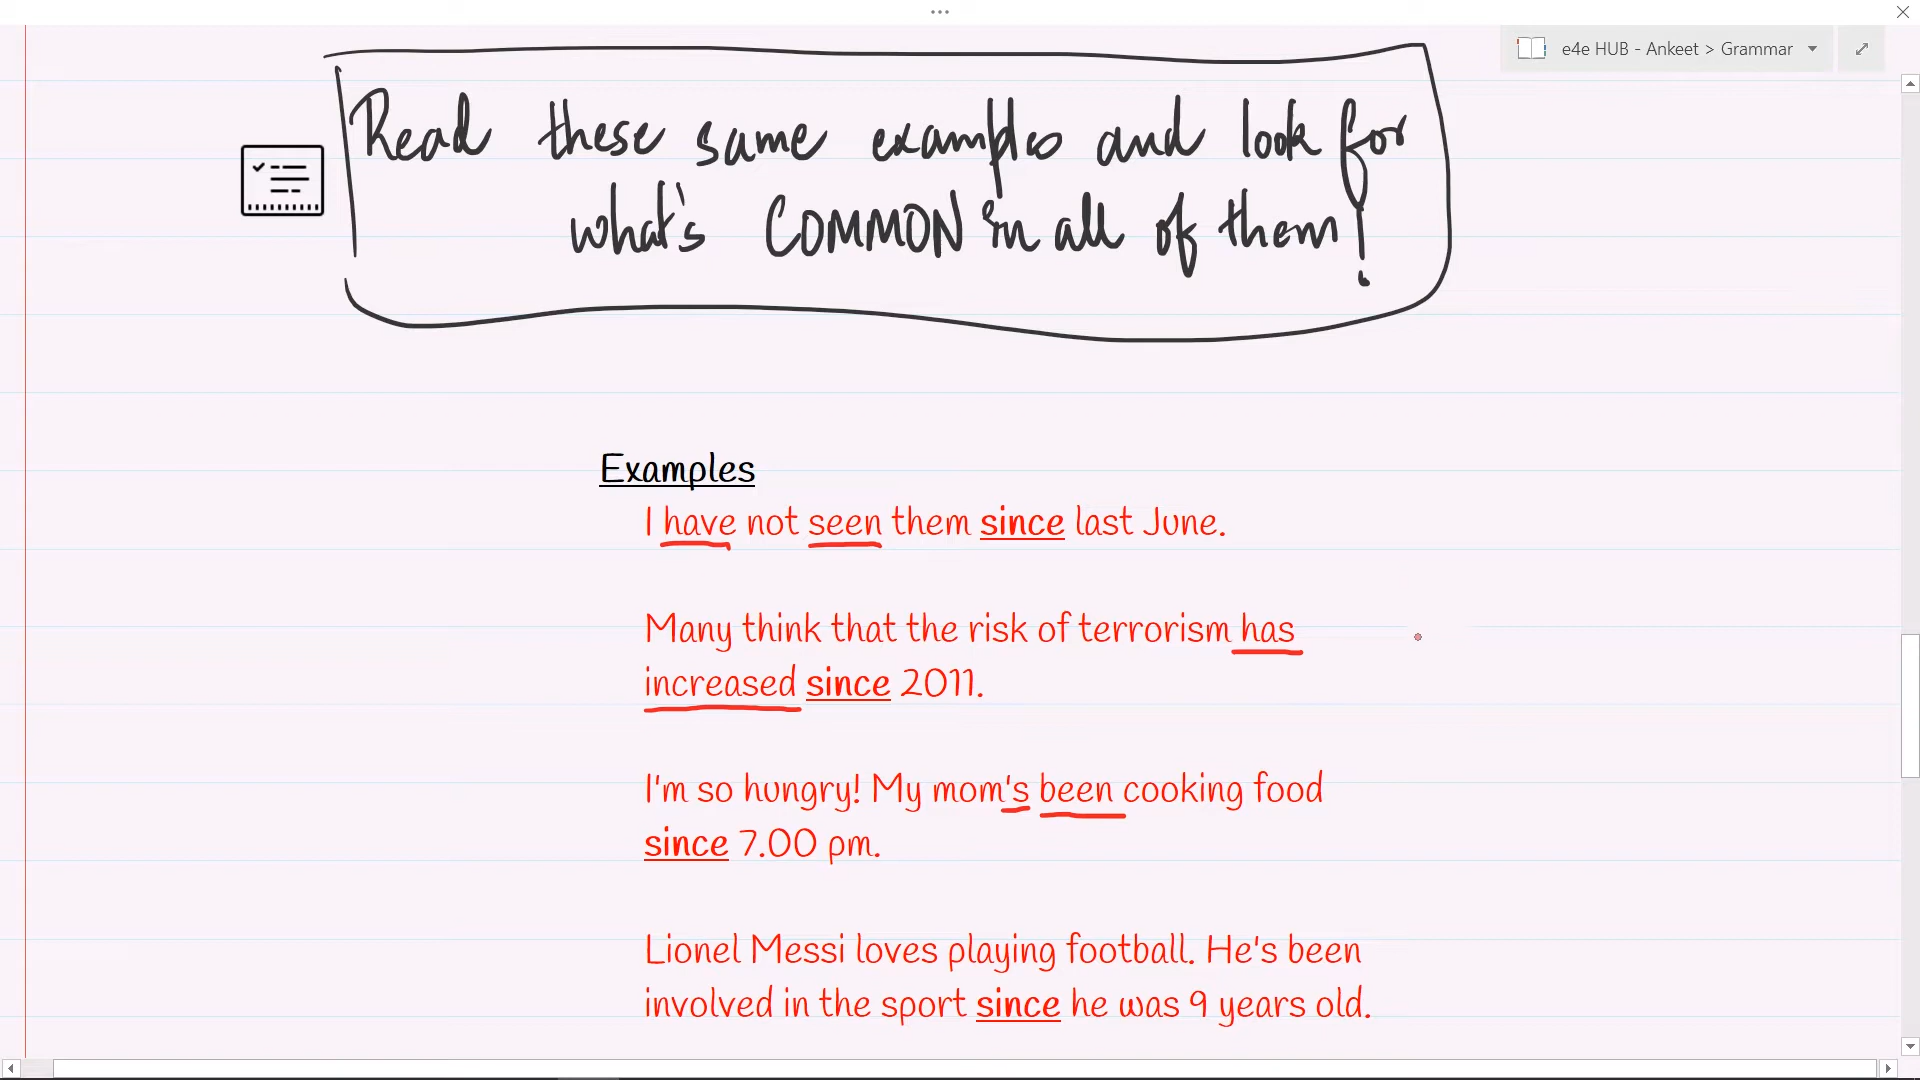 e4e HUB - Ankeet > Grammar
Read these same examples and look for
what's COMMON in all of them!
Examples
I have not seen them since last June.
Many think that the risk of terrorism has
increased since 2011.
I'm so hungry! My mom's been cooking food
since 7.00 pm.
Lionel Messi loves playing football. He's been
involved in the sport since he was 9 years old.